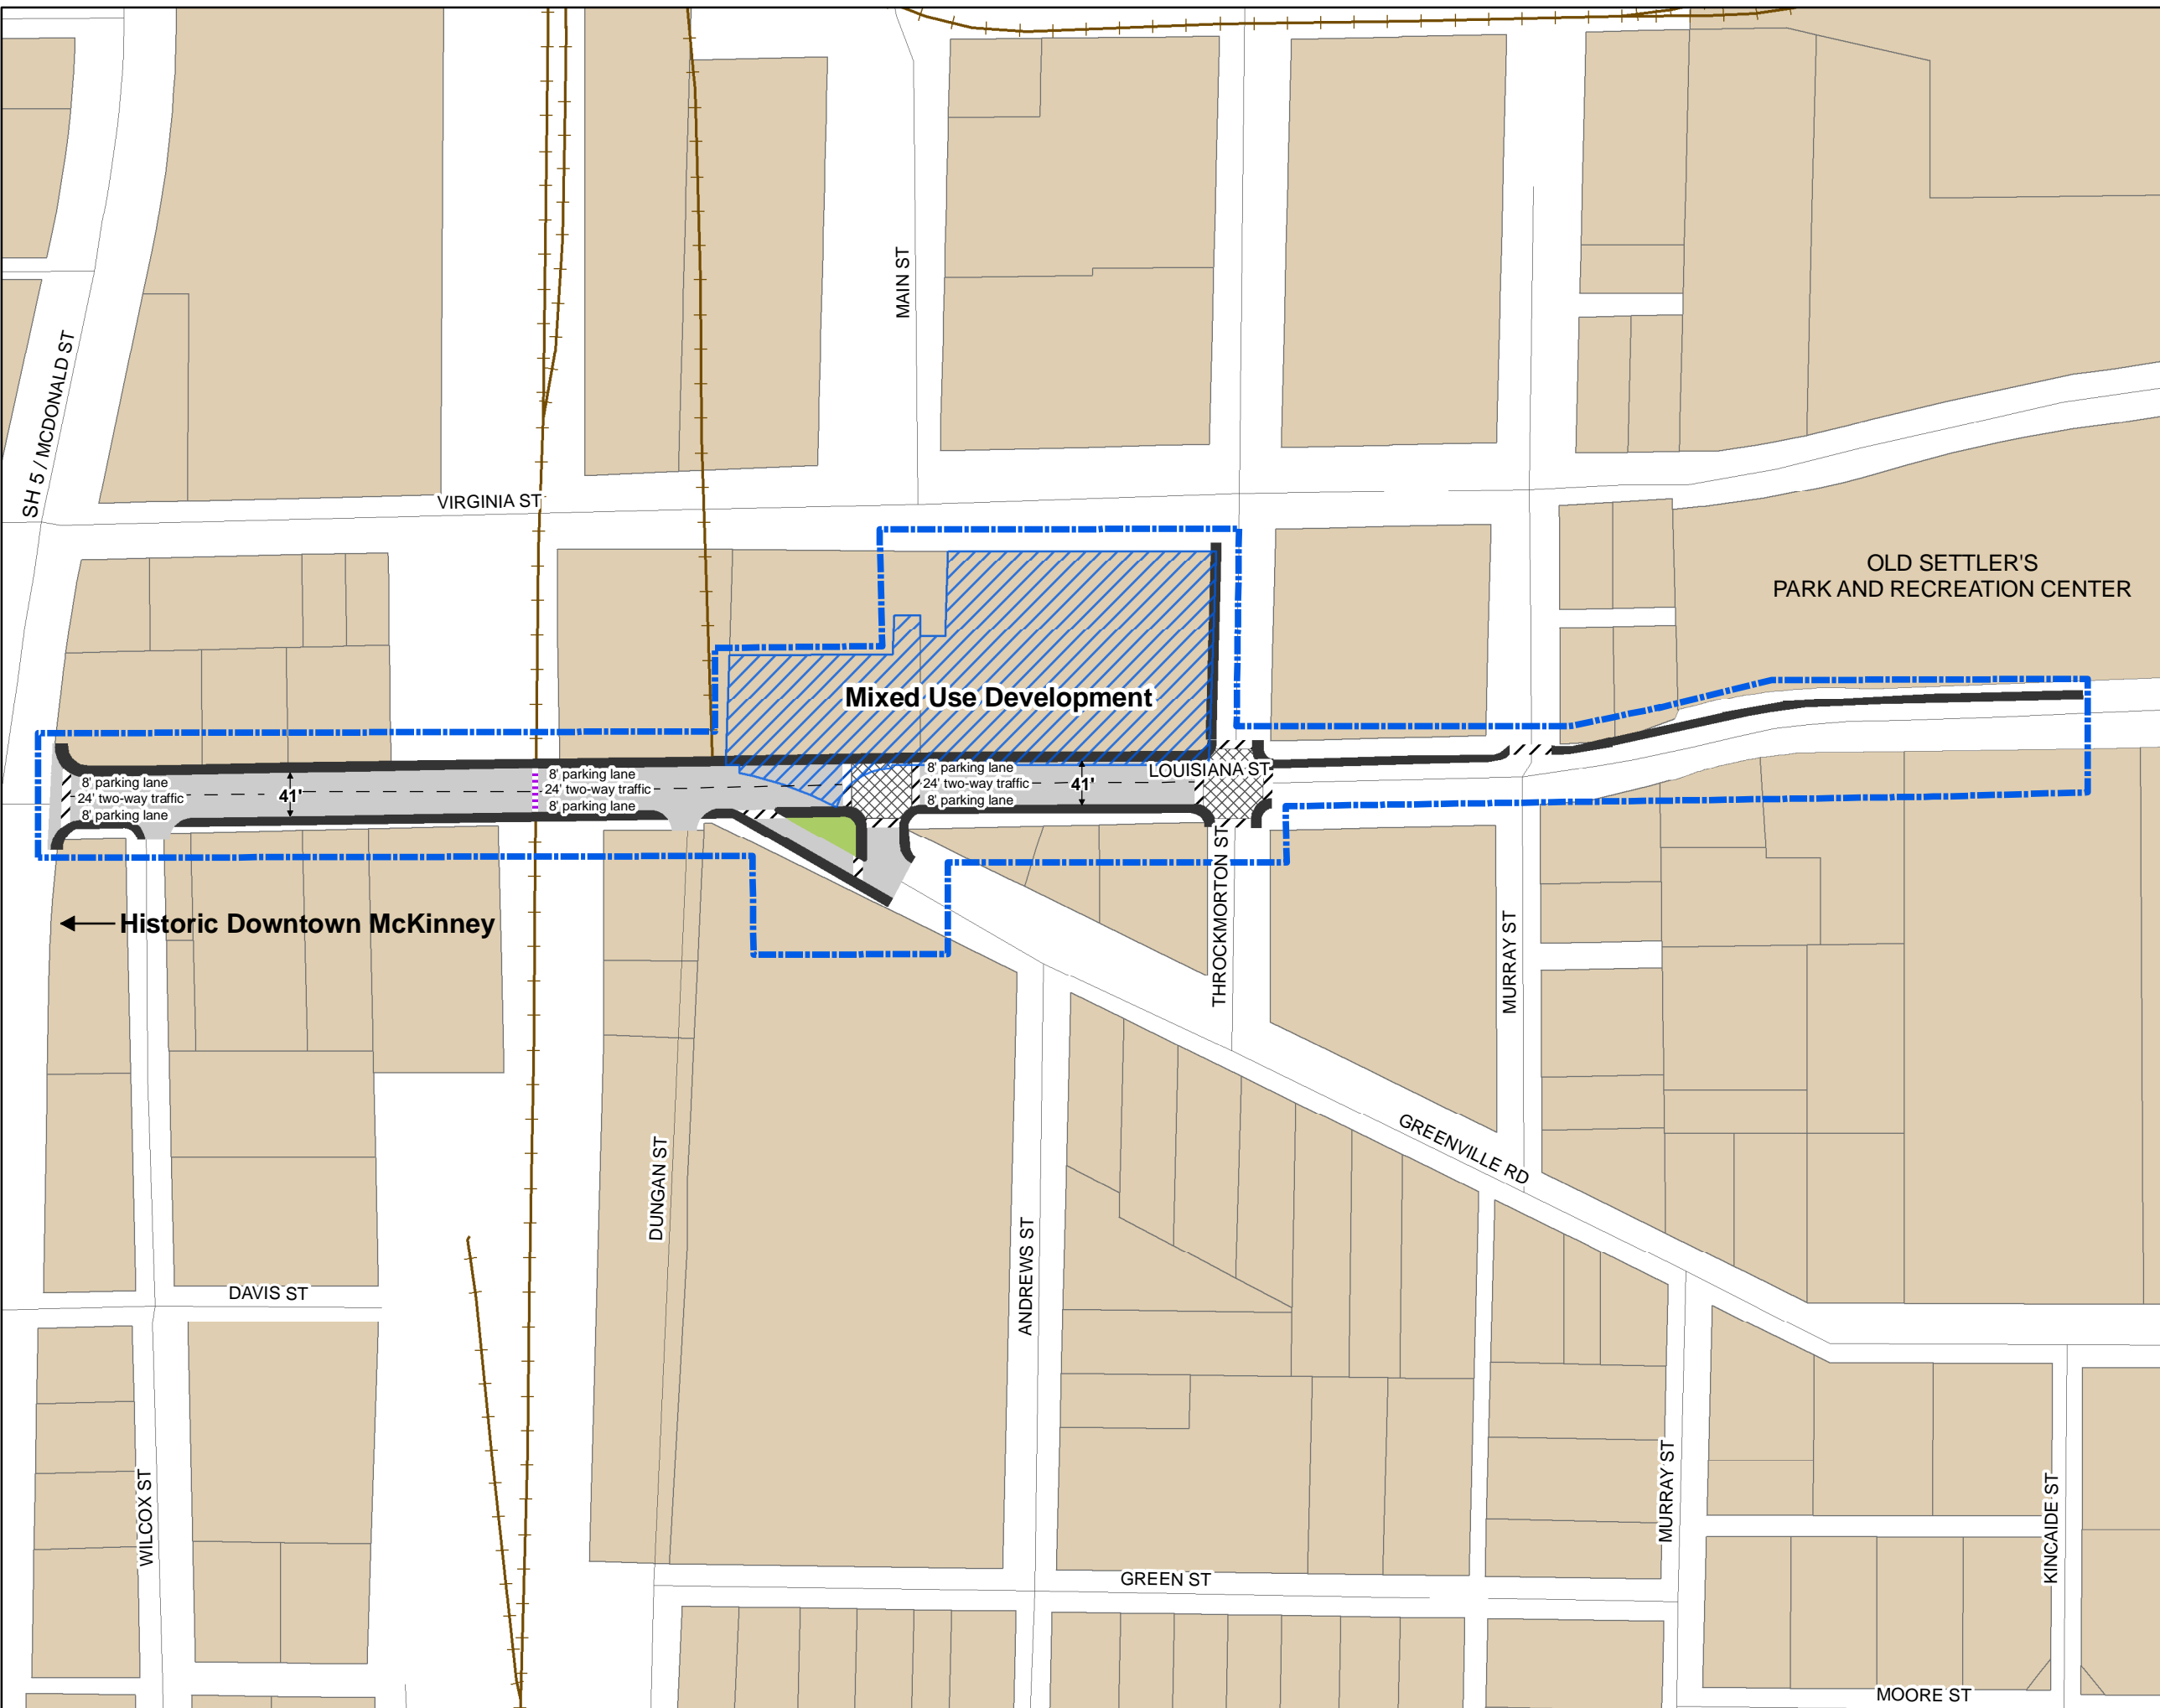 MAIN ST
SH 5 / MCDONALD ST
VIRGINIA ST
OLD SETTLER'S
PARK AND RECREATION CENTER
Mixed Use Development
LOUISIANA ST
8' parking lane
24' two-way traffic
8' parking lane
41'
8' parking lane
24' two-way traffic
8' parking lane
8' parking lane
24' two-way traffic
8' parking lane
41'
Historic Downtown McKinney
THROCKMORTON ST
MURRAY ST
GREENVILLE RD
DUNGAN ST
ANDREWS ST
DAVIS ST
WILCOX ST
MURRAY ST
KINCAIDE ST
GREEN ST
MOORE ST